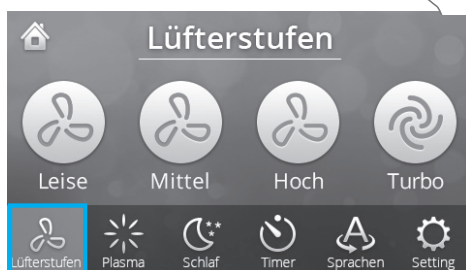 Lüfterstufen
Leise Mittel Hoch Turbo
Lüfterstufen Plasma Schlaf Timer Sprachen Setting